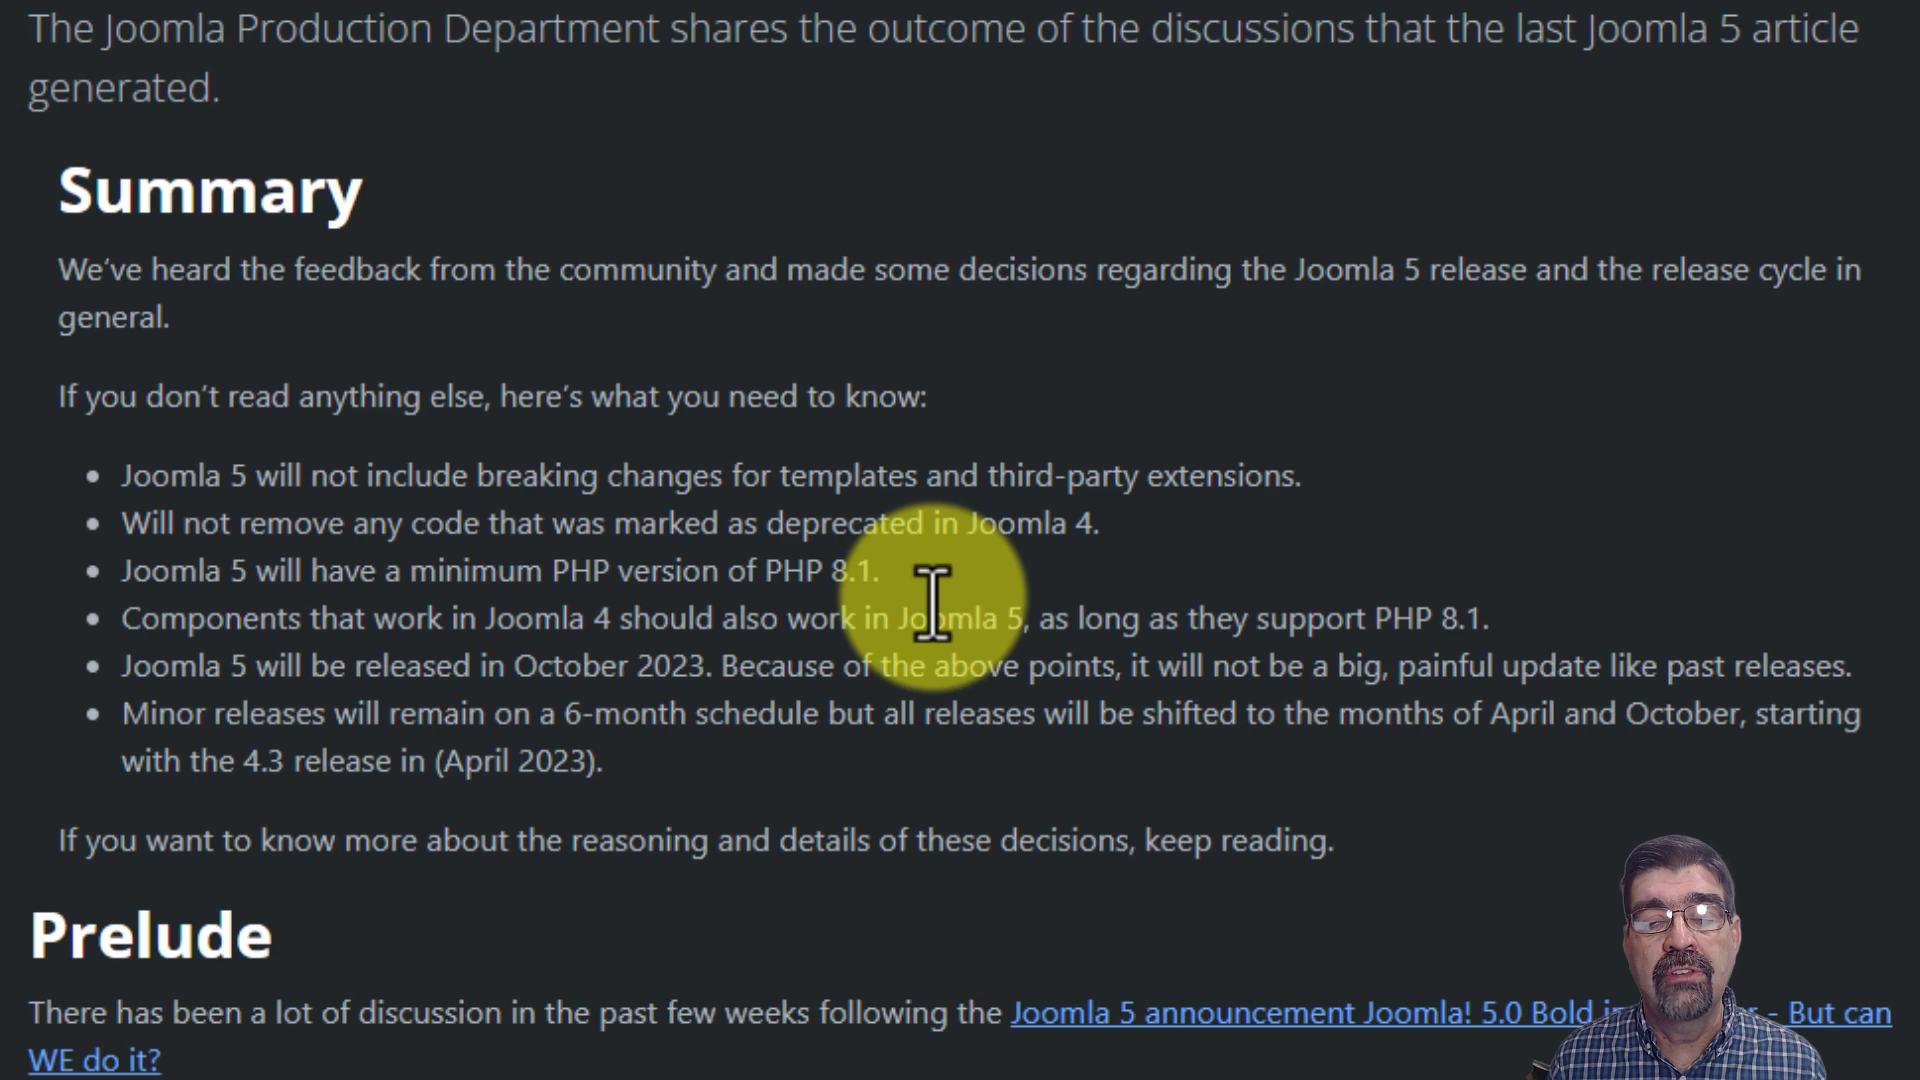 The Joomla Production Department shares the outcome of the discussions that the last Joomla 5 article
generated.
Summary
We've heard the feedback from the community and made some decisions regarding the Joomla 5 release and the release cycle in
general.
If you don't read anything else, here's what you need to know:
• Joomla 5 will not include breaking changes for templates and third-party extensions.
• Will not remove any code that was marked as deprecated in Joomla 4.
• Joomla 5 will have a minimum PHP version of PHP 8.1.
• Components that work in Joomla 4 should also work in Joomla 5, as long as they support PHP 8.1.
• Joomla 5 will be released in October 2023. Because of the above points, it will not be a big, painful update like past releases.
• Minor releases will remain on a 6-month schedule but all releases will be shifted to the months of April and October, starting
with the 4.3 release in (April 2023).
If you want to know more about the reasoning and details of these decisions, keep reading.
Prelude
There has been a lot of discussion in the past few weeks following the Joomla 5 announcement Joomla! 5.0 Bold - But can
WE do it?